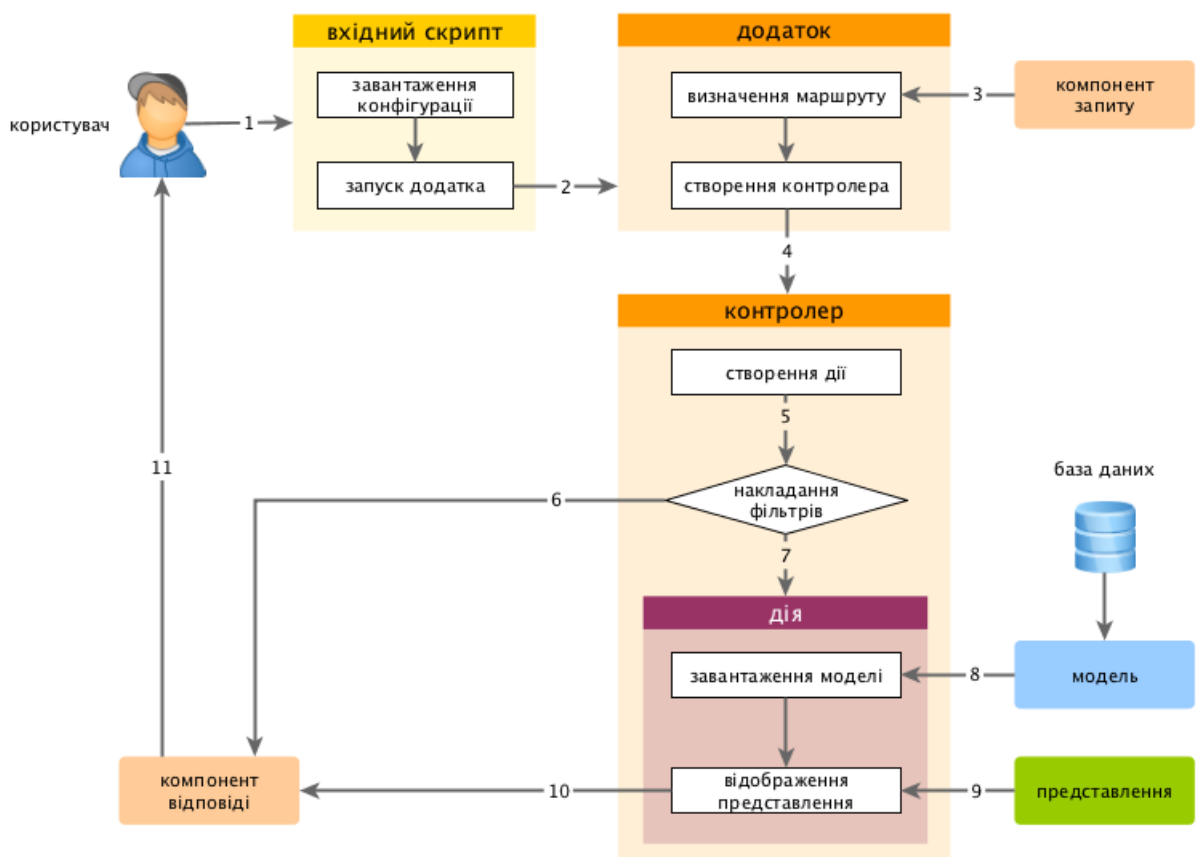 вхідний скрипт
додаток
завантаження
конфігурації
визначення маршруту
3
компонент
запиту
користувач
1
запуск додатка
2
створення контролера
4
контролер
створення дії
5
11
база даних
6
накладання
фільтрів
7
дія
завантаження моделі
8
модель
компонент
відповіді
10
відображення
представлення
9
представлення